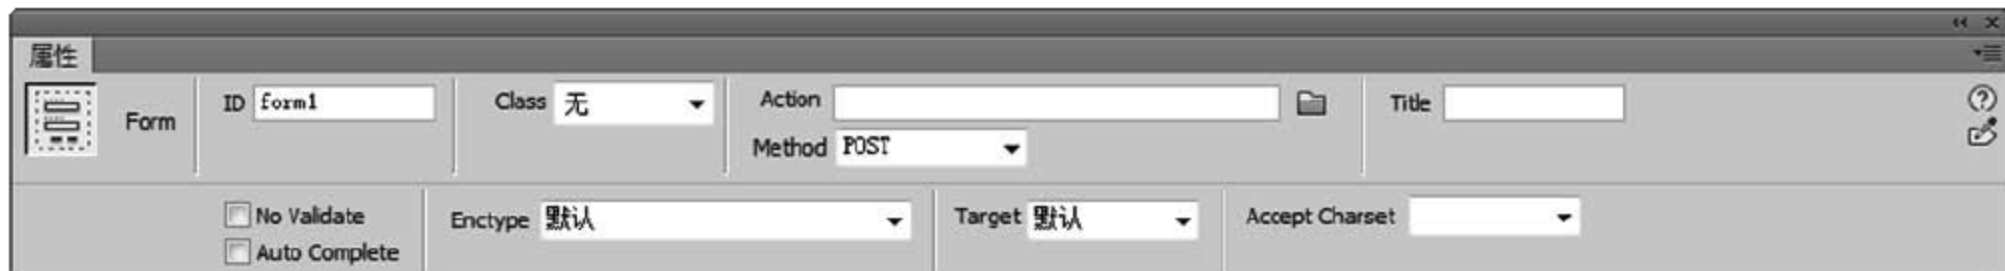 属性
Form
ID form1
Class 无
Action
Title
Method POST
No Validate
Enctype 默认
Target 默认
Accept Charset
Auto Complete